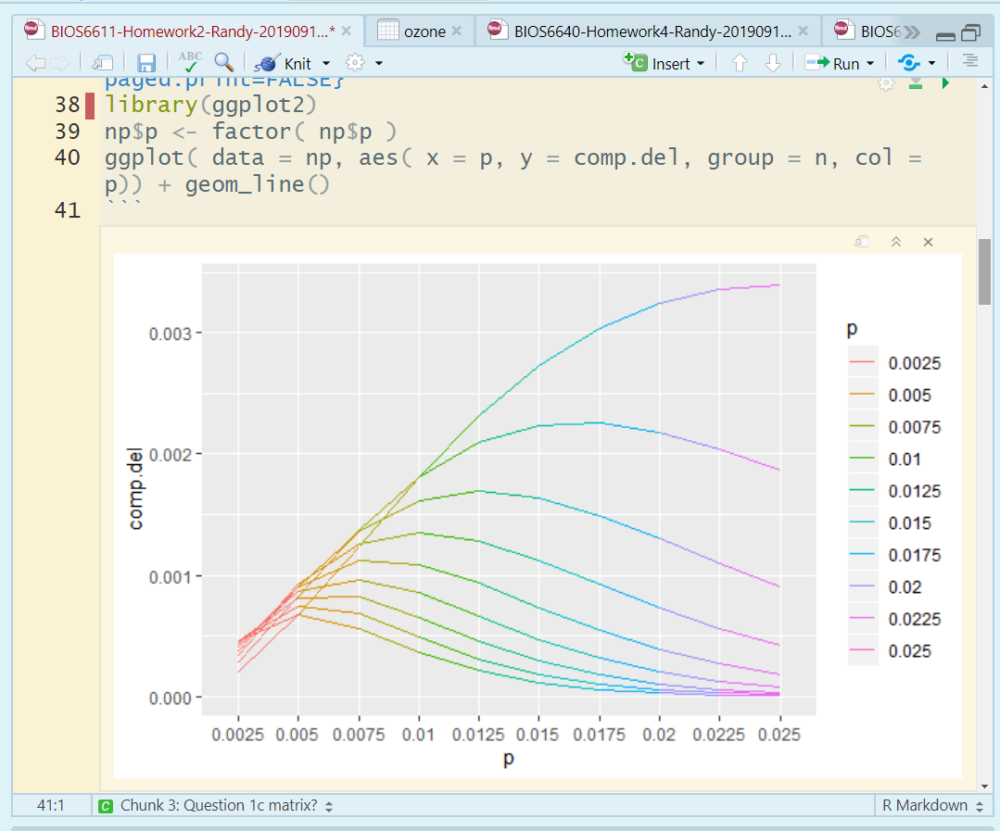 BIOS6611-Homework2-Randy-2019091...* ozone BIOS6640-Homework4-Randy-2019091... BIOS6
ABC Knit Insert Run
paged.print=FALSE}
38 library(ggplot2)
39 np$p <- factor( np$p )
40 ggplot( data = np, aes( x = p, y = comp.del, group = n, col =
p)) + geom_line()
41 ```
p
0.003
0.002
0.001
0.000
comp.del
0.0025
0.005
0.0075
0.01
0.0125
0.015
0.0175
0.02
0.0225
0.025
0.0025 0.005 0.0075 0.01 0.0125 0.015 0.0175 0.02 0.0225 0.025
p
41:1 C Chunk 3: Question 1c matrix? R Markdown